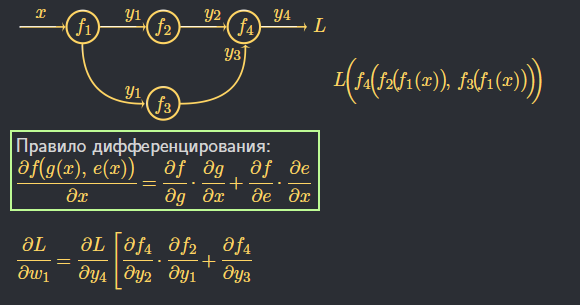 x f₁ y₁ f₂ y₂ f₄ y₄ L
y₃
y₁ f₃
L(f₄(f₂(f₁(x)), f₃(f₁(x))))
Правило дифференцирования:
∂f(g(x), e(x))/∂x = ∂f/∂g · ∂g/∂x + ∂f/∂e · ∂e/∂x
∂L/∂w₁ = ∂L/∂y₄ [ ∂f₄/∂y₂ · ∂f₂/∂y₁ + ∂f₄/∂y₃